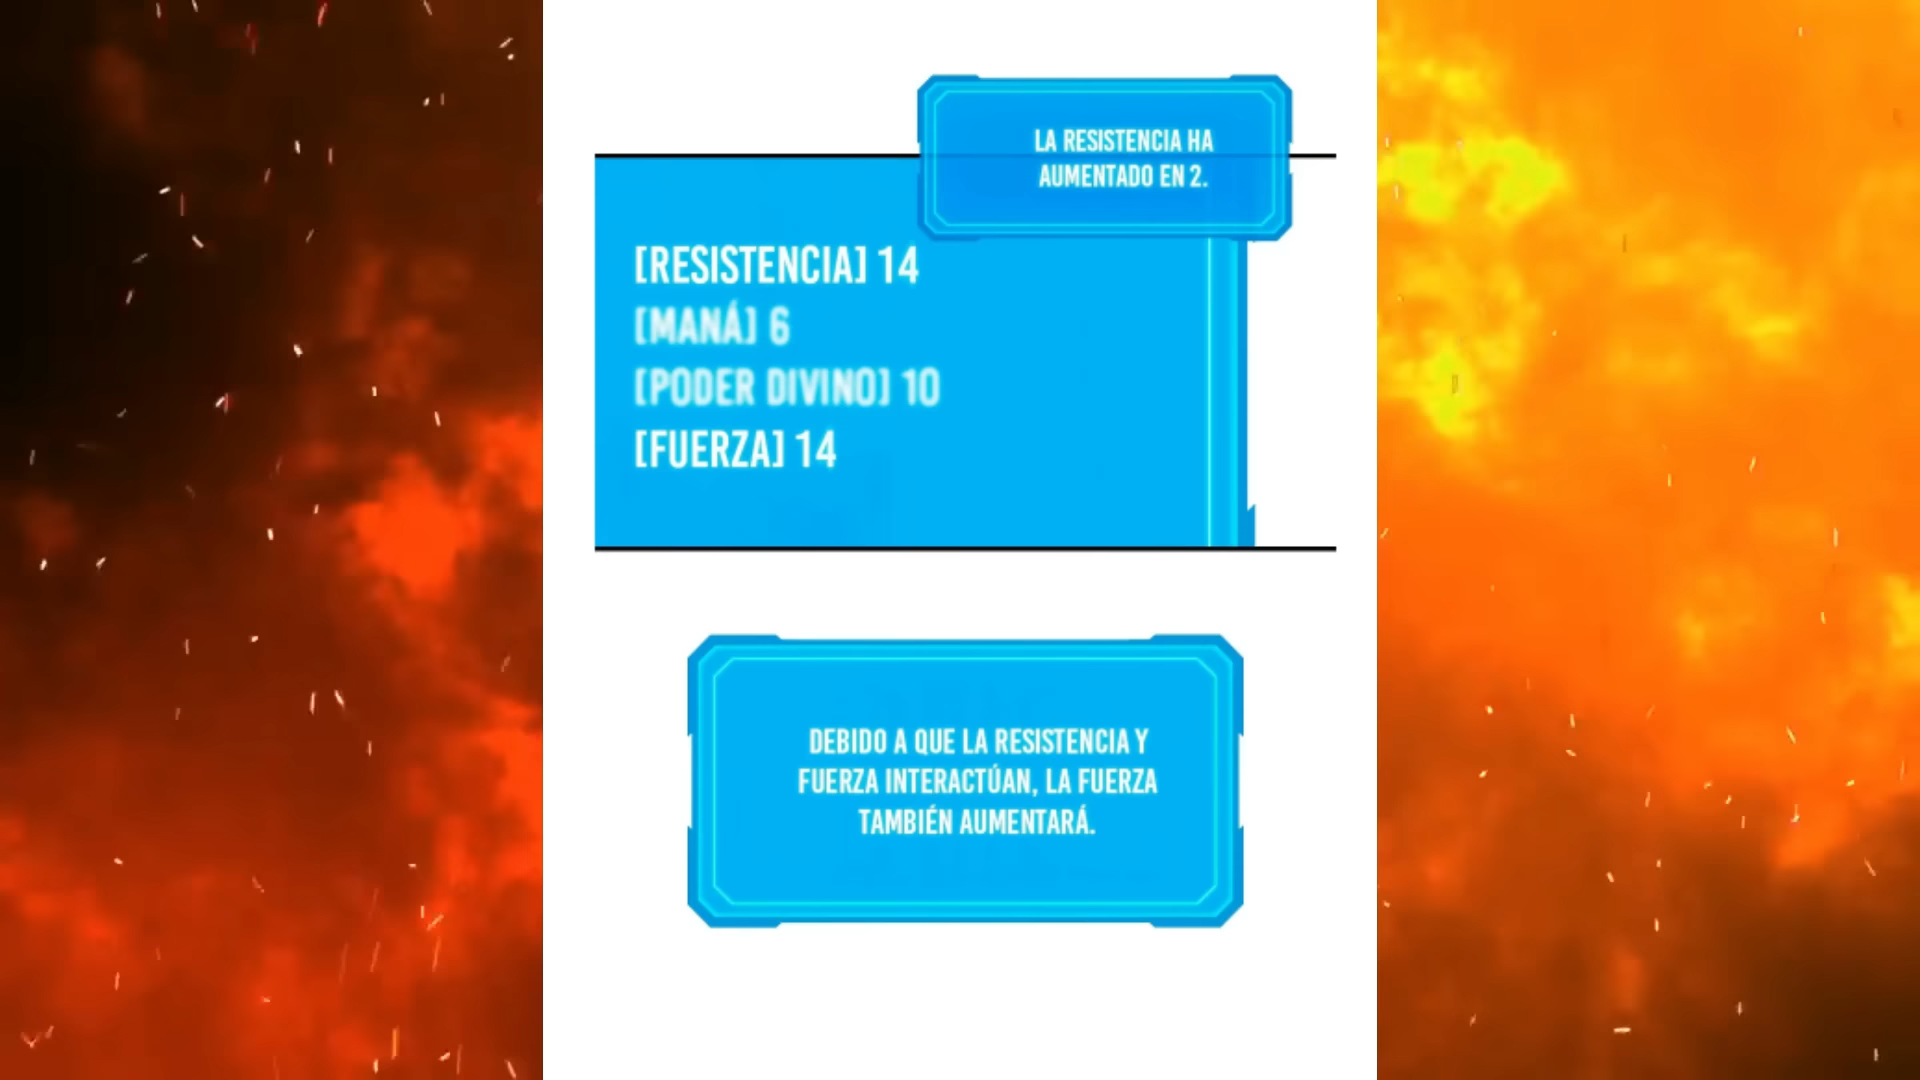 LA RESISTENCIA HA
AUMENTADO EN 2.
[RESISTENCIA] 14
[MANÁ] 6
[PODER DIVINO] 10
[FUERZA] 14
DEBIDO A QUE LA RESISTENCIA Y
FUERZA INTERACTÚAN, LA FUERZA
TAMBIÉN AUMENTARÁ.